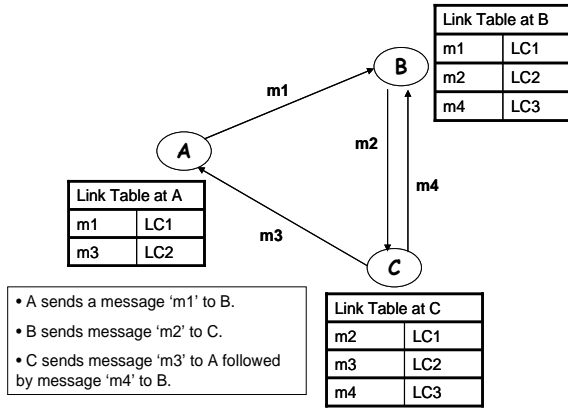 Link Table at B
m1 LC1
m2 LC2
m4 LC3
B
m1
A
m2
m4
Link Table at A
m1 LC1
m3 LC2
m3
C
• A sends a message ‘m1’ to B.
• B sends message ‘m2’ to C.
• C sends message ‘m3’ to A followed
by message ‘m4’ to B.
Link Table at C
m2 LC1
m3 LC2
m4 LC3